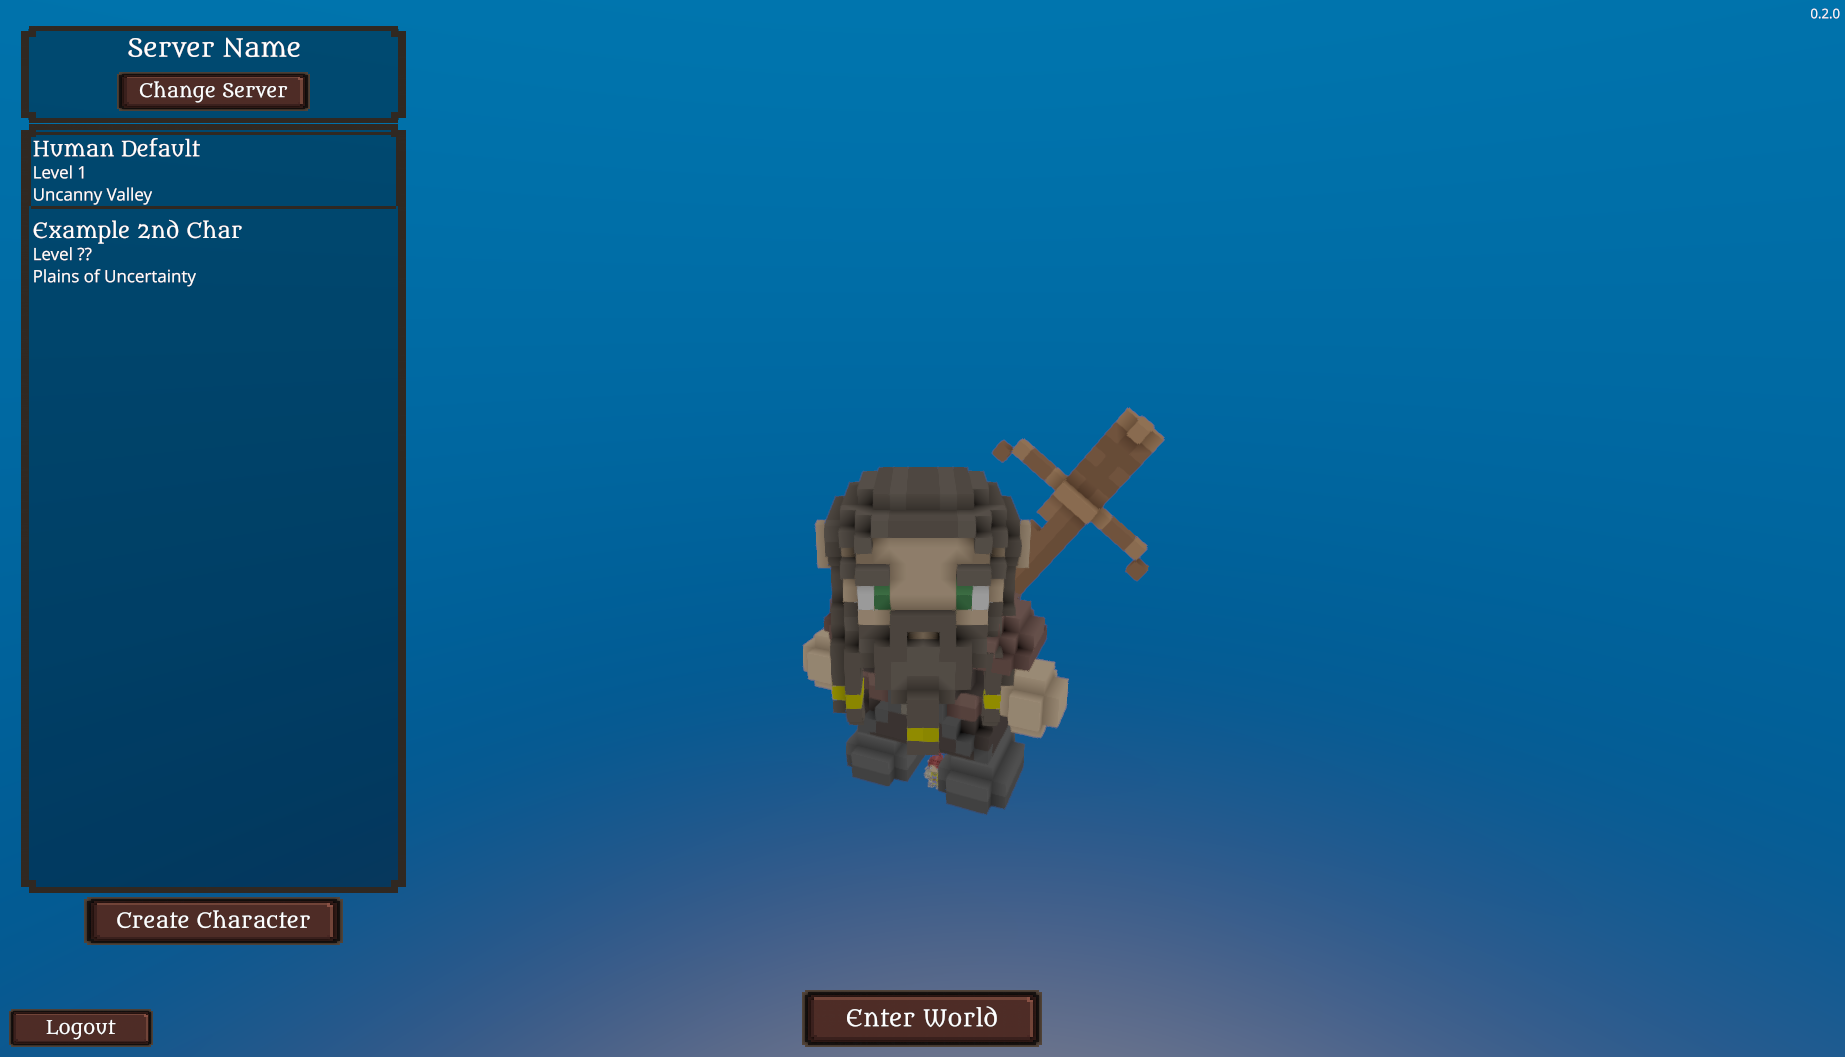 0.2.0
Server Name
Change Server
Human Default
Level 1
Uncanny Valley
Example 2nd Char
Level ??
Plains of Uncertainty
Create Character
Logout
Enter World